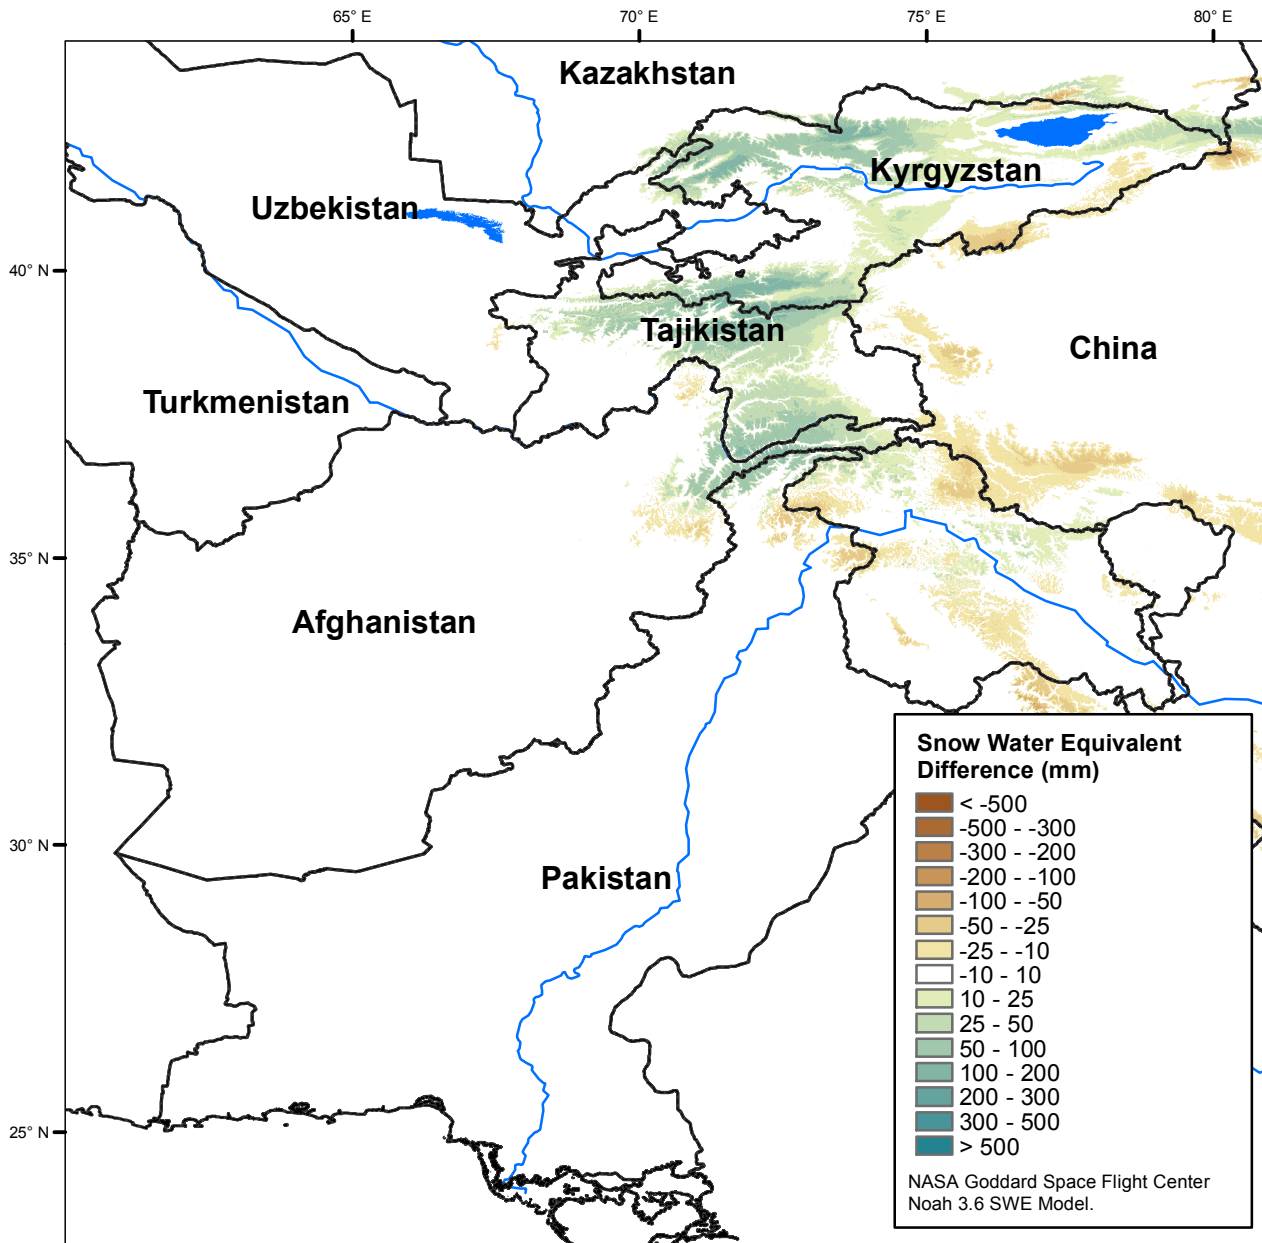 65° E
70° E
75° E
80° E
Kazakhstan
Kyrgyzstan
Uzbekistan
40° N
Tajikistan
China
Turkmenistan
35° N
Afghanistan
30° N
Pakistan
25° N
Snow Water Equivalent
Difference (mm)
< -500
-500 - -300
-300 - -200
-200 - -100
-100 - -50
-50 - -25
-25 - -10
-10 - 10
10 - 25
25 - 50
50 - 100
100 - 200
200 - 300
300 - 500
> 500
NASA Goddard Space Flight Center
Noah 3.6 SWE Model.